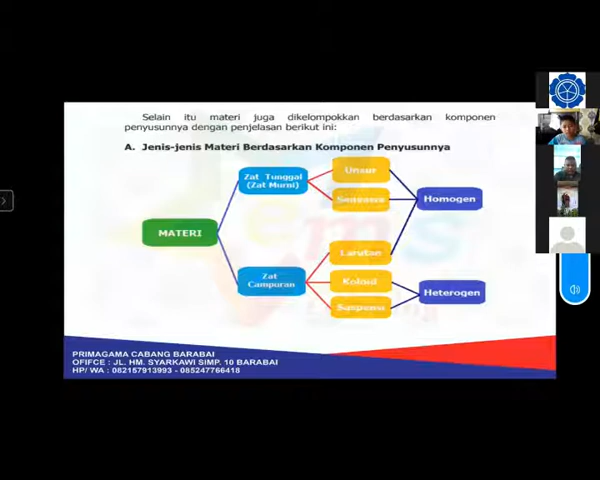 Selain itu materi juga dikelompokkan berdasarkan komponen
penyusunnya dengan penjelasan berikut ini:
A. Jenis-jenis Materi Berdasarkan Komponen Penyusunnya
Zat Tunggal
(Zat Murni)
Unsur
Senyawa
Homogen
MATERI
Larutan
Zat
Campuran
Koloid
Heterogen
Suspensi
PRIMAGAMA CABANG BARABAI
OFIFCE : JL. HM. SYARKAWI SIMP. 10 BARABAI
HP/ WA : 082157913993 - 085247766418